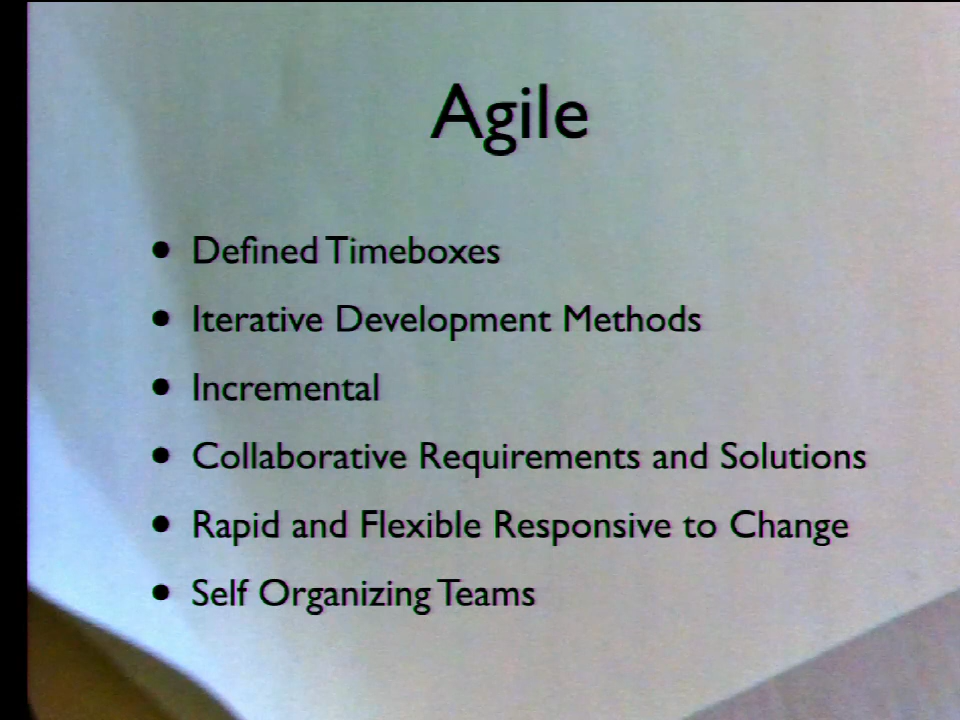 Agile
• Defined Timeboxes
• Iterative Development Methods
• Incremental
• Collaborative Requirements and Solutions
• Rapid and Flexible Responsive to Change
• Self Organizing Teams